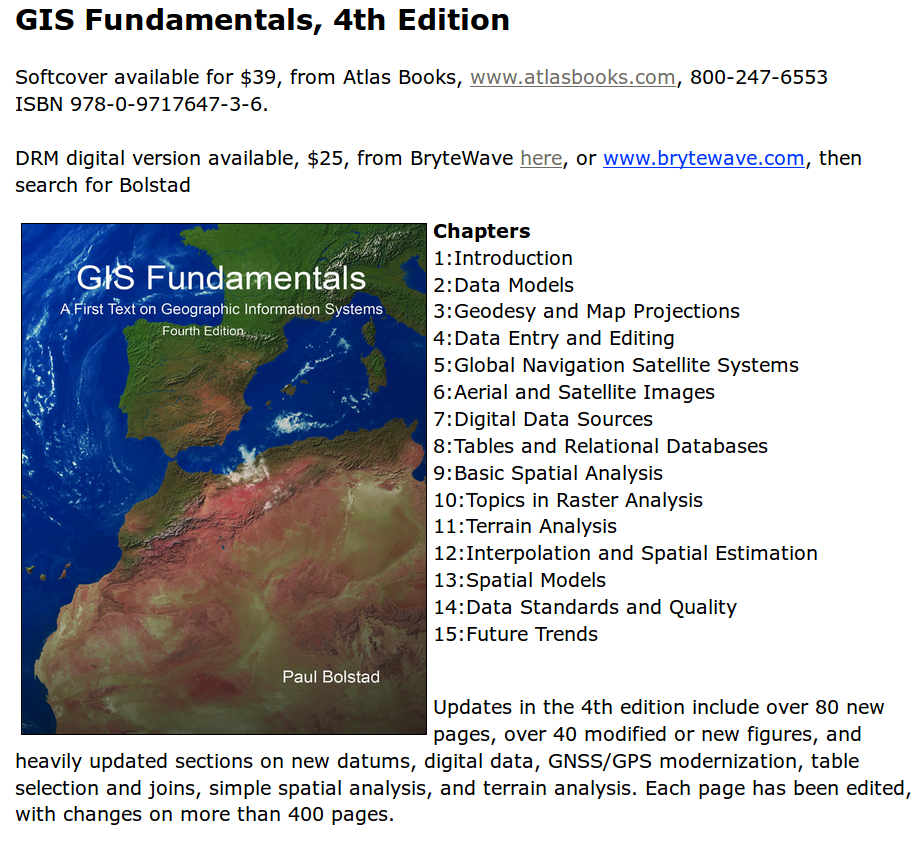 GIS Fundamentals, 4th Edition
Softcover available for $39, from Atlas Books, www.atlasbooks.com, 800-247-6553
ISBN 978-0-9717647-3-6.
DRM digital version available, $25, from BryteWave here, or www.brytewave.com, then
search for Bolstad
GIS Fundamentals
A First Text on Geographic Information Systems
Fourth Edition
Paul Bolstad
Chapters
1:Introduction
2:Data Models
3:Geodesy and Map Projections
4:Data Entry and Editing
5:Global Navigation Satellite Systems
6:Aerial and Satellite Images
7:Digital Data Sources
8:Tables and Relational Databases
9:Basic Spatial Analysis
10:Topics in Raster Analysis
11:Terrain Analysis
12:Interpolation and Spatial Estimation
13:Spatial Models
14:Data Standards and Quality
15:Future Trends
Updates in the 4th edition include over 80 new
pages, over 40 modified or new figures, and
heavily updated sections on new datums, digital data, GNSS/GPS modernization, table
selection and joins, simple spatial analysis, and terrain analysis. Each page has been edited,
with changes on more than 400 pages.